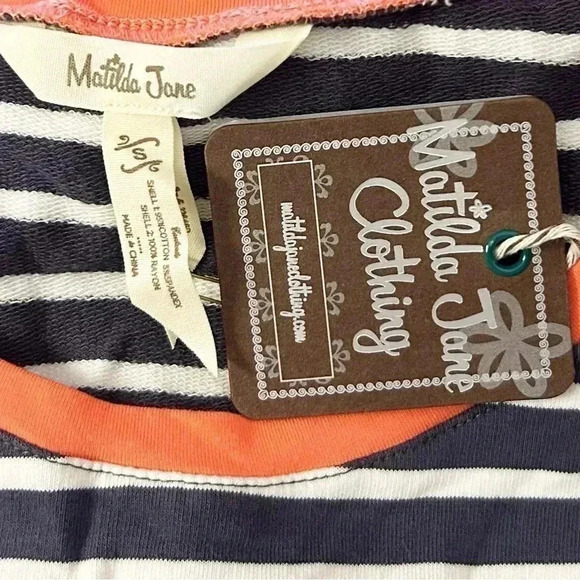 Matilda Jane
S
SHELL 1: 95%COTTON 5%SPANDEX
SHELL 2: 100% RAYON
MADE IN CHINA
Matilda Jane
Clothing
matildajaneclothing.com